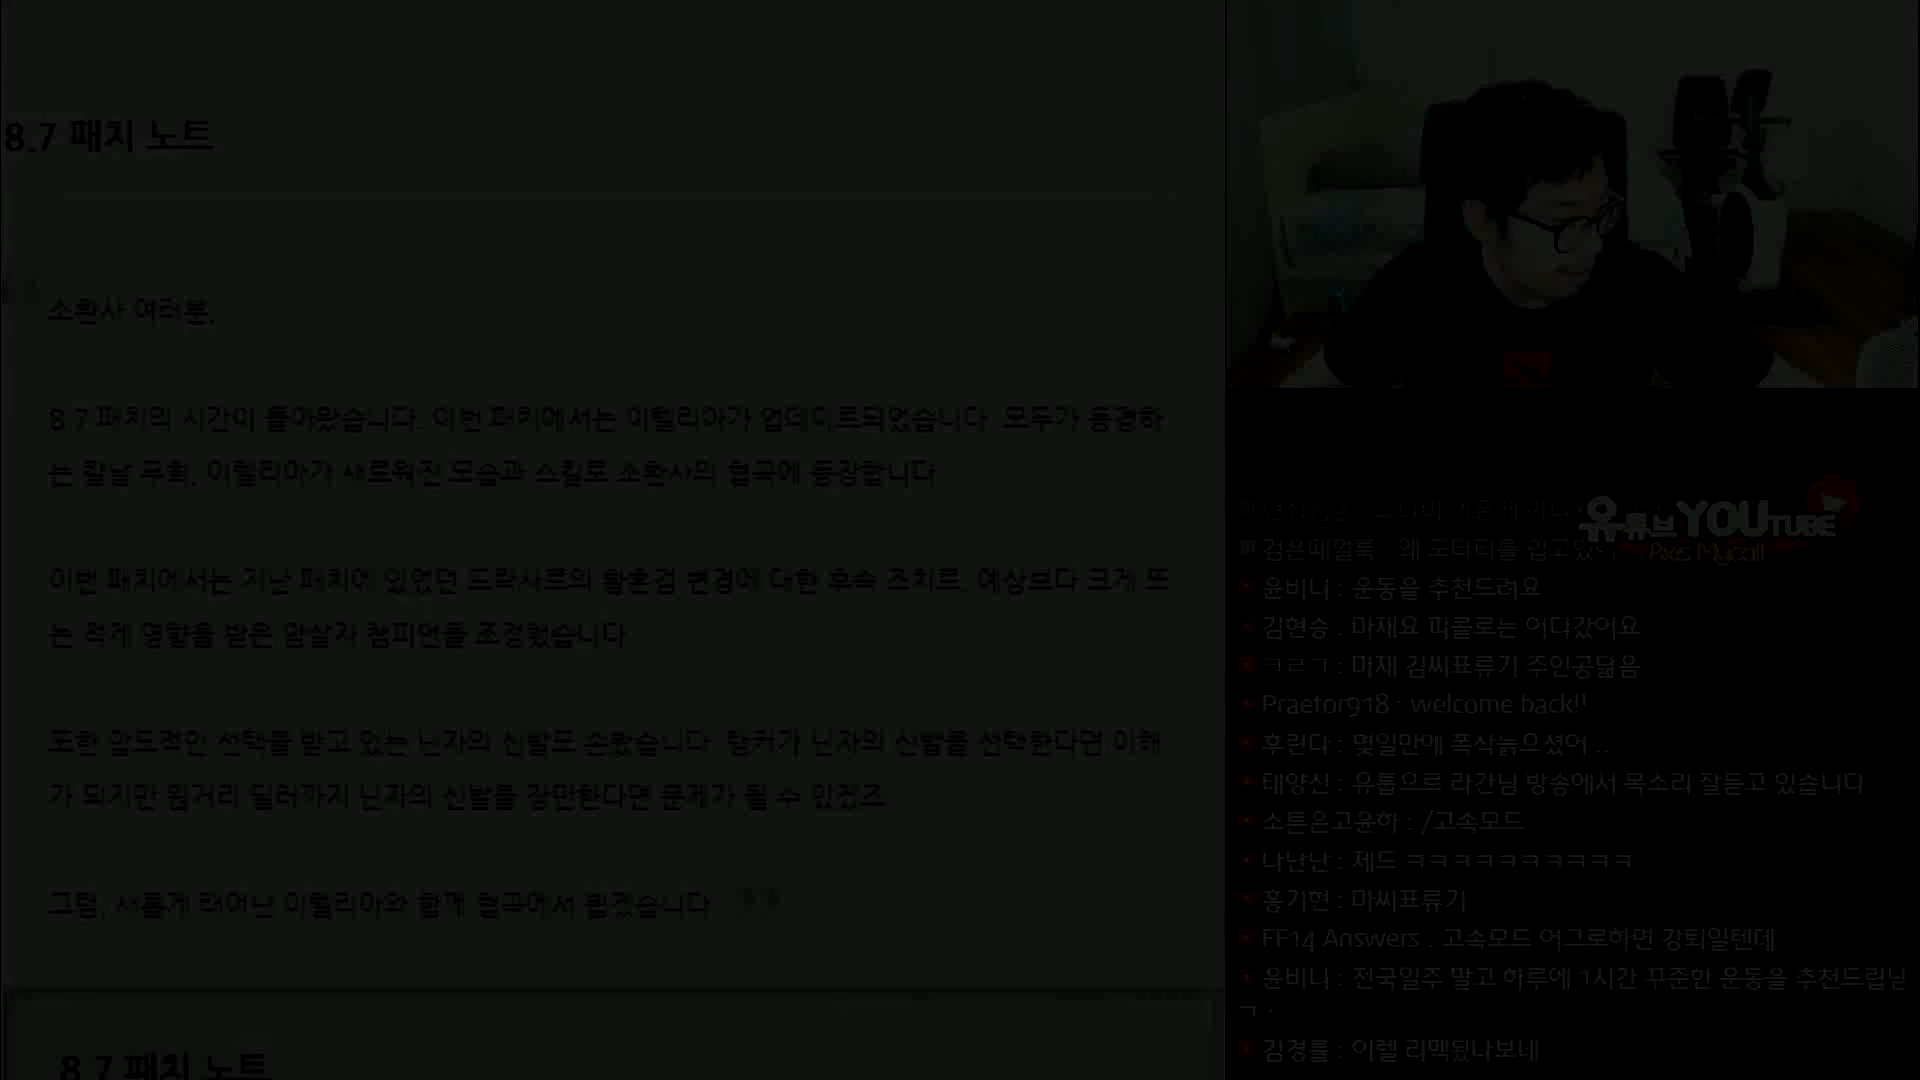 8.7 패치 노트
소환사 여러분,
8.7 패치의 시간이 돌아왔습니다. 이번 패치에서는 이렐리아가 업데이트되었습니다. 모두가 동경하
는 칼날 무희, 이렐리아가 새로워진 모습과 스킬로 소환사의 협곡에 등장합니다.
이번 패치에서는 지난 패치에 있었던 드락사르의 황혼검 변경에 대한 후속 조치로, 예상보다 크게 또
는 적게 영향을 받은 암살자 챔피언들 조정했습니다.
또한 압도적인 선택을 받고 있는 닌자의 신발도 손봤습니다. 탱커가 닌자의 신발을 선택한다면 이해
가 되지만 원거리 딜러까지 닌자의 신발을 장만한다면 문제가 될 수 있겠죠.
그럼, 새롭게 태어난 이렐리아와 함께 협곡에서 뵙겠습니다.
8.7 패치 노트
유튜브 YOUTUBE
Axis Mycall
검은떼껄룩 : 왜 도타티를 입고있
윤비니 : 운동을 추천드려요
김현승 : 마재요 피콜로는 어디갔어요
ㅋㄹㄱ : 마재 김씨표류기 주인공닮음
Praetor918 : welcome back!!
후런다 : 몇일만에 폭삭늙으셨어 ..
태양신 : 유툽으로 라간님 방송에서 목소리 잘듣고 있습니다
소튼은고윤하 : /고속모드
나난난 : 제드 ㅋㅋㅋㅋㅋㅋㅋㅋㅋㅋ
홍기현 : 마씨표류기
FF14 Answers : 고속모드 어그로하면 강퇴일텐데
윤비니 : 전국일주 말고 하루에 1시간 꾸준한 운동을 추천드립닏
ㄱ .
김경률 : 이렐 리멕됬나보네